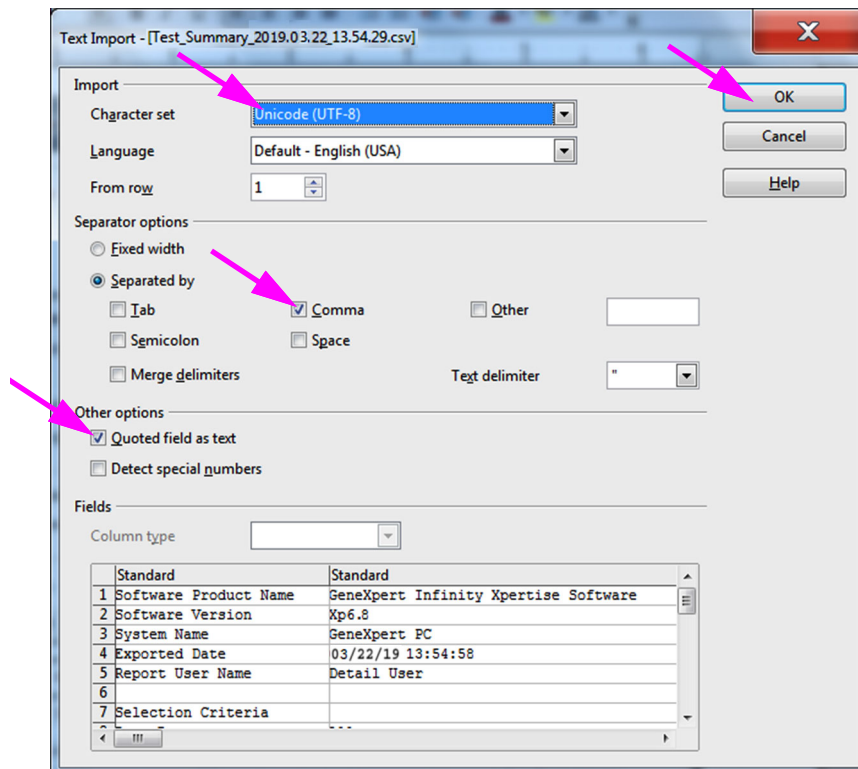 Text Import - [Test_Summary_2019.03.22_13.54.29.csv]
Import
OK
Character set Unicode (UTF-8)
Cancel
Language Default - English (USA)
From row 1
Help
Separator options
Fixed width
Separated by
Tab Comma Other
Semicolon Space
Merge delimiters Text delimiter "
Other options
Quoted field as text
Detect special numbers
Fields
Column type
Standard Standard
1 Software Product Name GeneXpert Infinity Xpertise Software
2 Software Version Xp6.8
3 System Name GeneXpert PC
4 Exported Date 03/22/19 13:54:58
5 Report User Name Detail User
6
7 Selection Criteria